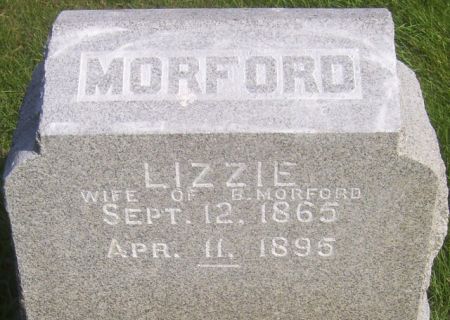 MORFORD
LIZZIE
WIFE OF B. MORFORD
SEPT. 12, 1865
APR. 11, 1895